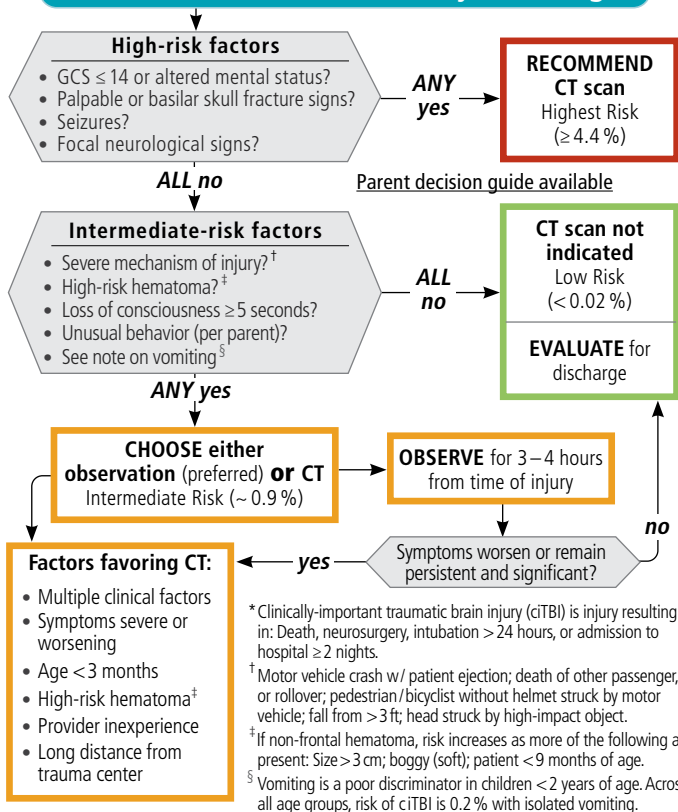 High-risk factors
• GCS ≤ 14 or altered mental status?
• Palpable or basilar skull fracture signs?
• Seizures?
• Focal neurological signs?
ANY
yes
RECOMMEND
CT scan
Highest Risk
(≥ 4.4 %)
ALL no
Parent decision guide available
Intermediate-risk factors
• Severe mechanism of injury?†
• High-risk hematoma?‡
• Loss of consciousness ≥ 5 seconds?
• Unusual behavior (per parent)?
• See note on vomiting§
ALL
no
CT scan not
indicated
Low Risk
(< 0.02 %)
EVALUATE for
discharge
ANY yes
CHOOSE either
observation (preferred) or CT
Intermediate Risk (~ 0.9 %)
OBSERVE for 3 – 4 hours
from time of injury
no
Symptoms worsen or remain
persistent and significant?
yes
Factors favoring CT:
• Multiple clinical factors
• Symptoms severe or
worsening
• Age < 3 months
• High-risk hematoma‡
• Provider inexperience
• Long distance from
trauma center
* Clinically-important traumatic brain injury (ciTBI) is injury resulting
in: Death, neurosurgery, intubation > 24 hours, or admission to
hospital ≥ 2 nights.
† Motor vehicle crash w/ patient ejection; death of other passenger,
or rollover; pedestrian / bicyclist without helmet struck by motor
vehicle; fall from > 3 ft; head struck by high-impact object.
‡ If non-frontal hematoma, risk increases as more of the following a
present: Size > 3 cm; boggy (soft); patient < 9 months of age.
§ Vomiting is a poor discriminator in children < 2 years of age. Acros
all age groups, risk of ciTBI is 0.2 % with isolated vomiting.